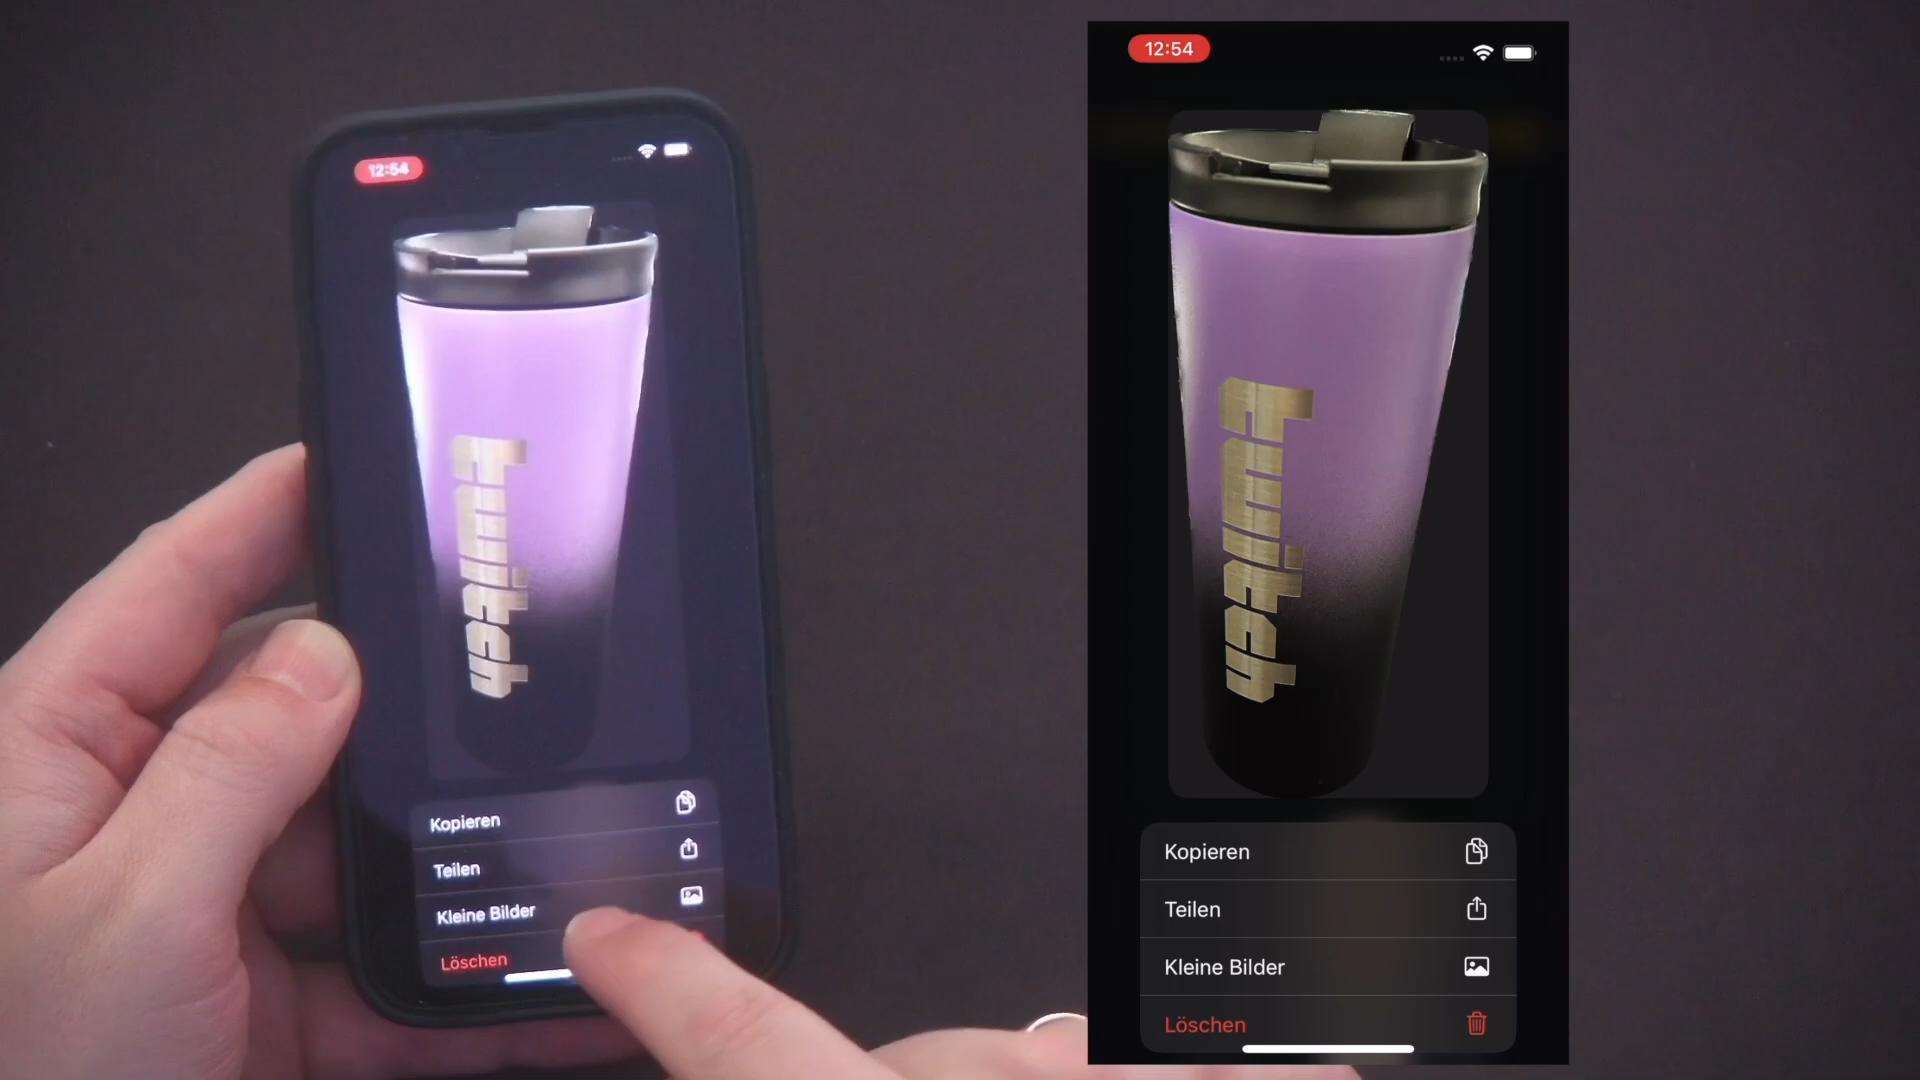 12:54
twitch
Kopieren
Teilen
Kleine Bilder
Löschen
12:54
twitch
Kopieren
Teilen
Kleine Bilder
Löschen